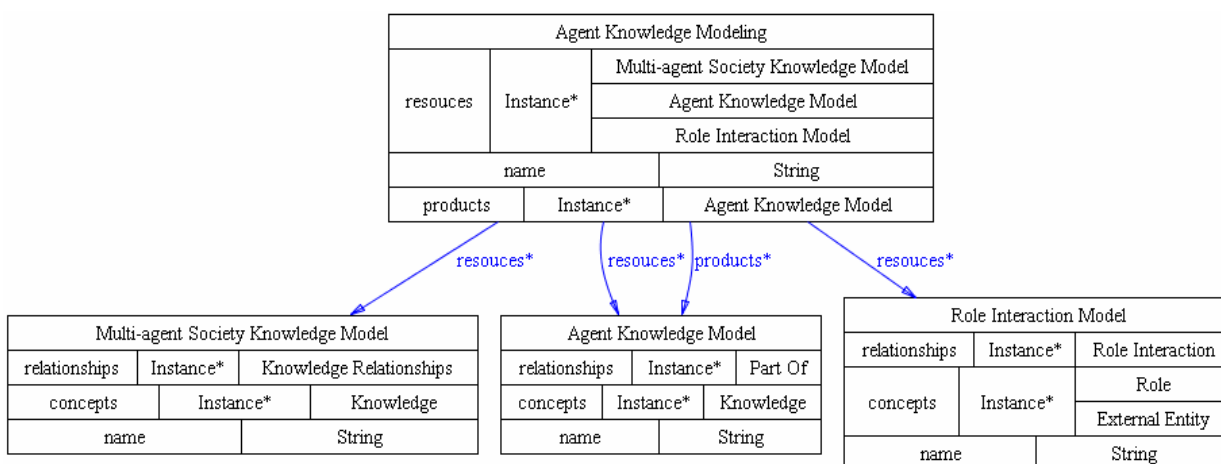 Agent Knowledge Modeling
resouces Instance* Multi-agent Society Knowledge Model
Agent Knowledge Model
Role Interaction Model
name String
products Instance* Agent Knowledge Model
resouces* resouces* products* resouces*
Multi-agent Society Knowledge Model
relationships Instance* Knowledge Relationships
concepts Instance* Knowledge
name String
Agent Knowledge Model
relationships Instance* Part Of
concepts Instance* Knowledge
name String
Role Interaction Model
relationships Instance* Role Interaction
concepts Instance* Role
External Entity
name String